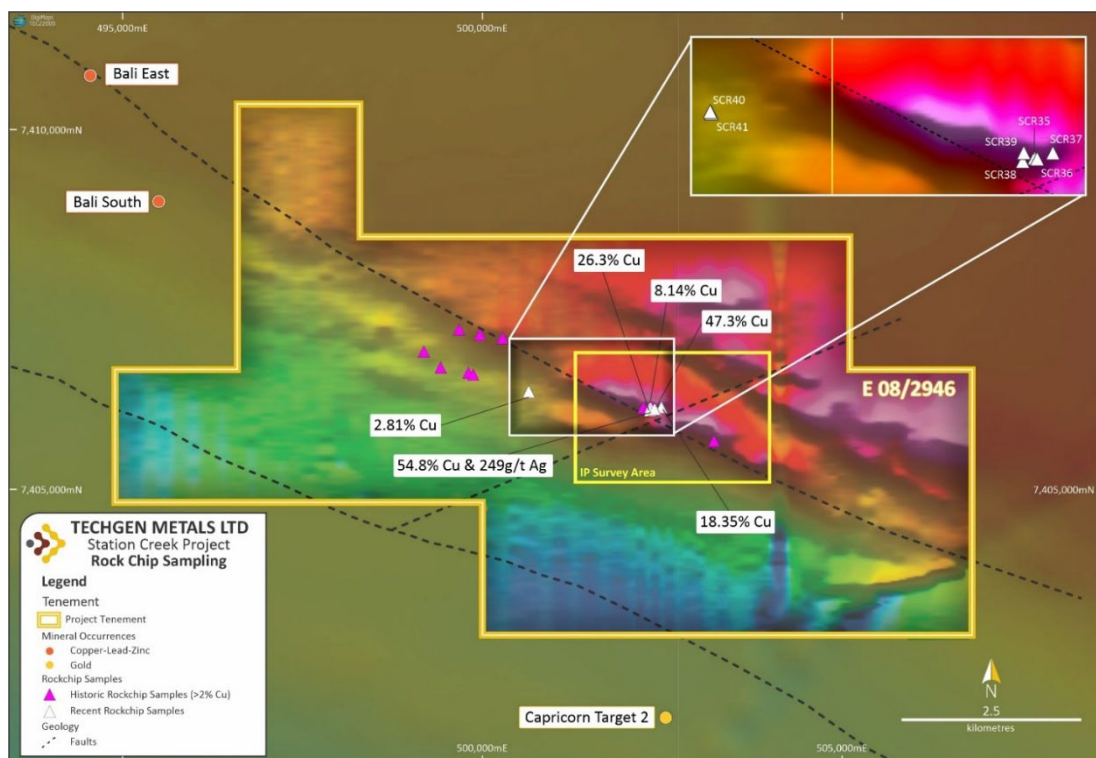 DigiMaps
495,000mE
500,000mE
Bali East
7,410,000mN
Bali South
SCR40
SCR41
SCR35
SCR39
SCR37
SCR38
SCR36
26.3% Cu
8.14% Cu
47.3% Cu
E 08/2946
2.81% Cu
54.8% Cu & 249g/t Ag
IP Survey Area
7,405,000mN
7,405,000mN
18.35% Cu
TECHGEN METALS LTD
Station Creek Project
Rock Chip Sampling
Legend
Tenement
Project Tenement
Mineral Occurrences
Copper-Lead-Zinc
Gold
Rockchip Samples
Historic Rockchip Samples (>2% Cu)
Recent Rockchip Samples
Geology
Faults
Capricorn Target 2
N
2.5
kilometres
500,000mE
505,000mE